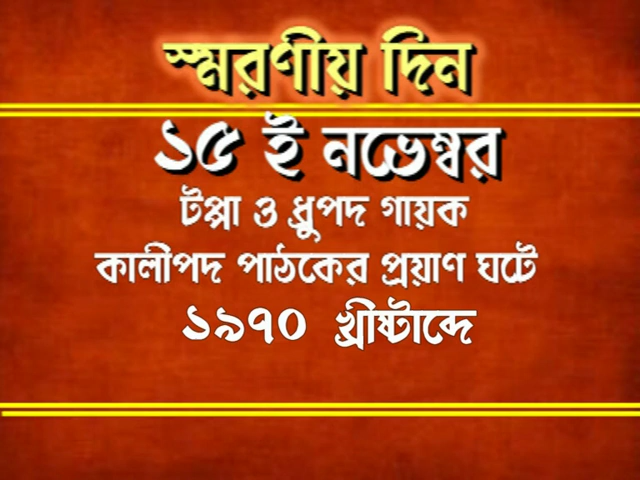 স্মরণীয় দিন
১৫ ই নভেম্বর
টপ্পা ও ধ্রুপদ গায়ক
কালীপদ পাঠকের প্রয়াণ ঘটে
১৯৭০ খ্রীষ্টাব্দে